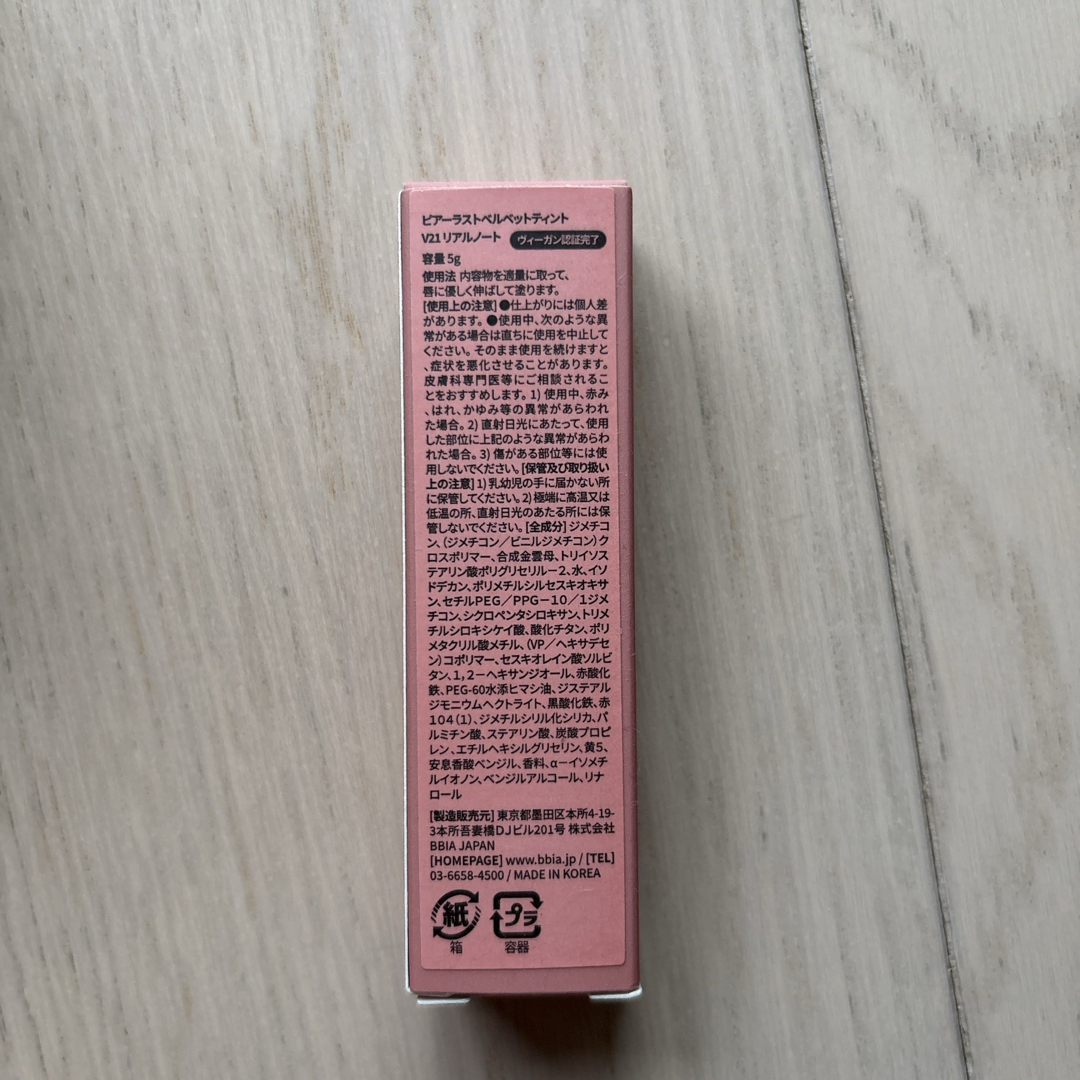 ピアーラストベルベットティント
V21 リアルノート ヴィーガン認証完了
容量 5g
使用法 内容物を適量に取って、
唇に優しく伸ばして塗ります。
[使用上の注意] ●仕上がりには個人差
があります。●使用中、次のような異
常がある場合は直ちに使用を中止して
ください。そのまま使用を続けますと
、症状を悪化させることがあります。
皮膚科専門医等にご相談されるこ
とをおすすめします。1) 使用中、赤み
、はれ、かゆみ等の異常があらわれ
た場合。2) 直射日光にあたって、使用
した部位に上記のような異常があらわ
れた場合。3) 傷がある部位等には使
用しないでください。[保管及び取り扱い
上の注意] 1) 乳幼児の手に届かない所
に保管してください。2) 極端に高温又は
低温の所、直射日光のあたる所には保
管しないでください。[全成分] ジメチコ
ン、(ジメチコン/ビニルジメチコン)ク
ロスポリマー、合成金雲母、トリイソス
テアリン酸ポリグリセリル−2、水、イソ
ドデカン、ポリメチルシルセスキオキサ
ン、セチルPEG/PPG−10/1ジメ
チコン、シクロペンタシロキサン、トリメ
チルシロキシケイ酸、酸化チタン、ポリ
メタクリル酸メチル、(VP/ヘキサデセ
ン)コポリマー、セスキオレイン酸ソルビ
タン、1,2−ヘキサンジオール、赤酸化
鉄、PEG-60水添ヒマシ油、ジステアル
ジモニウムヘクトライト、黒酸化鉄、赤
104(1)、ジメチルシリル化シリカ、パ
ルミチン酸、ステアリン酸、炭酸プロピ
レン、エチルヘキシルグリセリン、黄5、
安息香酸ベンジル、香料、α−イソメチ
ルイオノン、ベンジルアルコール、リナ
ロール
[製造販売元] 東京都墨田区本所4-19-
3本所吾妻橋DJビル201号 株式会社
BBIA JAPAN
[HOMEPAGE] www.bbia.jp / [TEL]
03-6658-4500 / MADE IN KOREA
紙 プラ
箱 容器